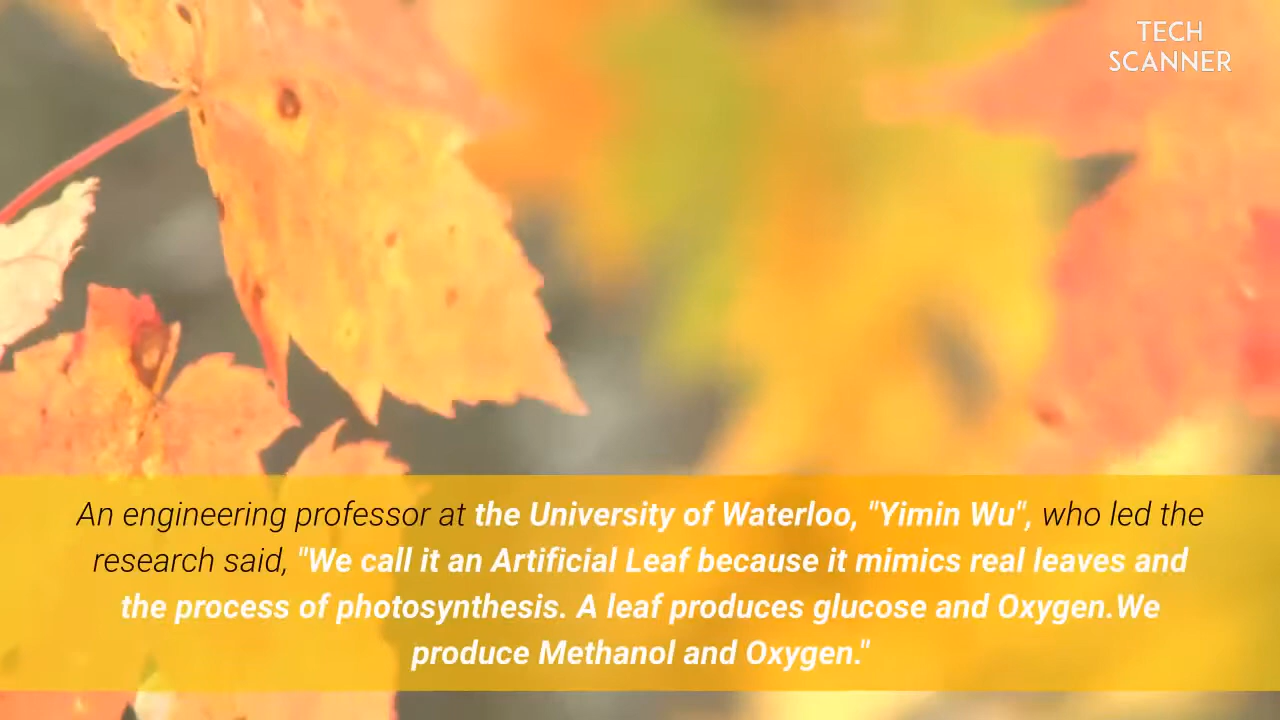 TECH
SCANNER
An engineering professor at the University of Waterloo, "Yimin Wu", who led the
research said, "We call it an Artificial Leaf because it mimics real leaves and
the process of photosynthesis. A leaf produces glucose and Oxygen.We
produce Methanol and Oxygen."